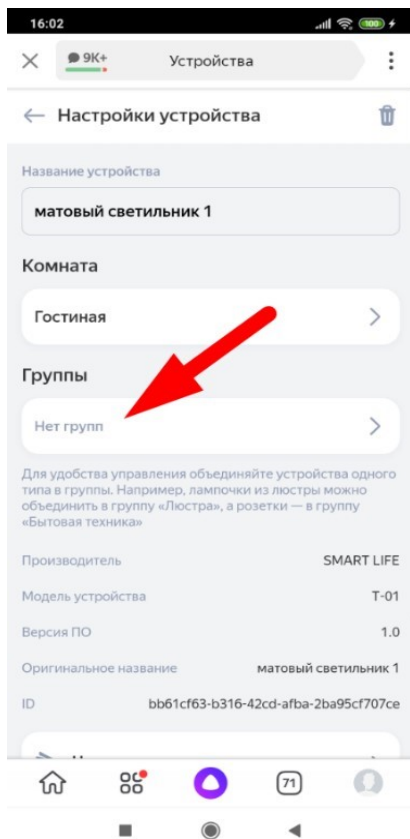 16:02
100
9K+ Устройства
Настройки устройства
Название устройства
матовый светильник 1
Комната
Гостиная
Группы
Нет групп
Для удобства управления объединяйте устройства одного
типа в группы. Например, лампочки из люстры можно
объединить в группу «Люстра», а розетки — в группу
«Бытовая техника»
Производитель SMART LIFE
Модель устройства T-01
Версия ПО 1.0
Оригинальное название матовый светильник 1
ID bb61cf63-b316-42cd-afba-2ba95cf707ce
71